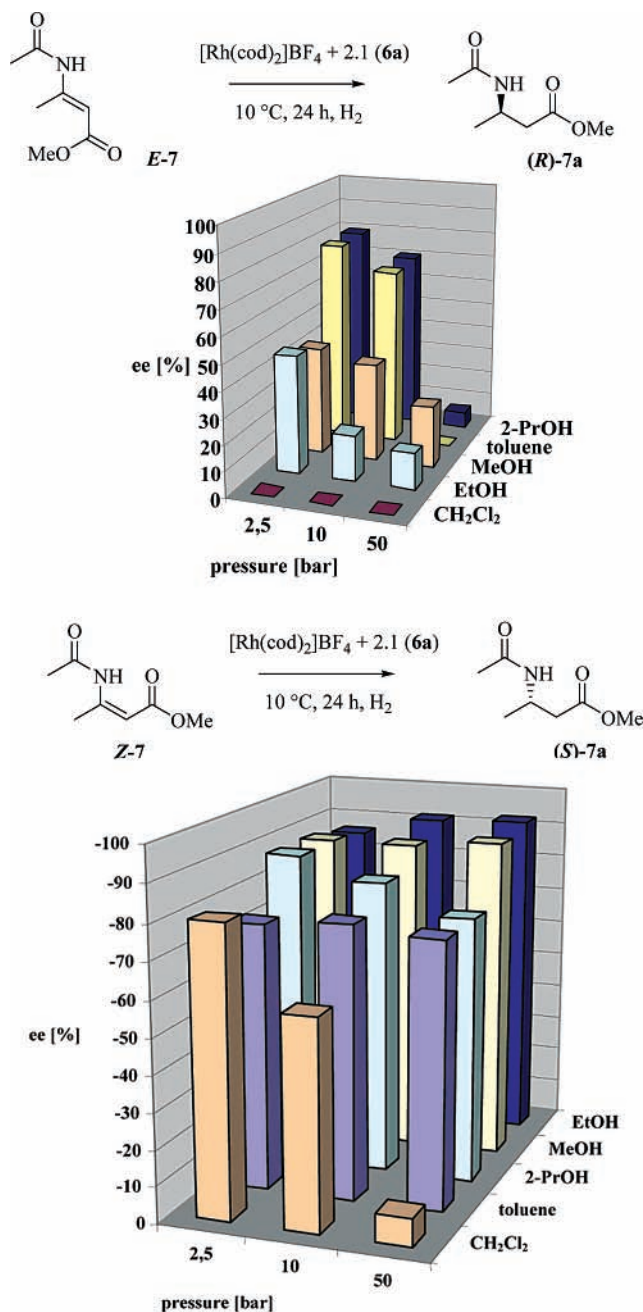 O
NH
MeO
O
E-7
[Rh(cod)₂]BF₄ + 2.1 (6a)
10 °C, 24 h, H₂
O
NH
O
OMe
(R)-7a
100
90
80
70
60
50
40
30
20
10
0
ee [%]
2-PrOH
toluene
MeOH
EtOH
CH₂Cl₂
2,5
10
50
pressure [bar]
O
NH
O
OMe
Z-7
[Rh(cod)₂]BF₄ + 2.1 (6a)
10 °C, 24 h, H₂
O
NH
O
OMe
(S)-7a
-100
-90
-80
-70
-60
-50
-40
-30
-20
-10
0
ee [%]
EtOH
MeOH
2-PrOH
toluene
CH₂Cl₂
2,5
10
50
pressure [bar]